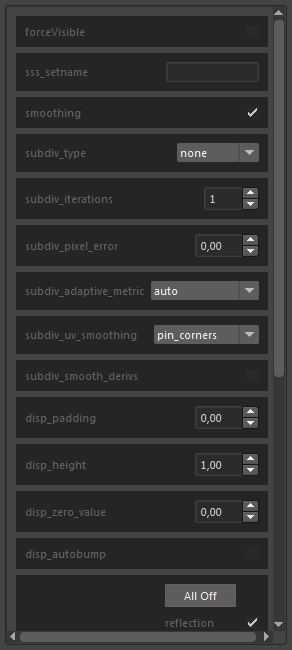 forceVisible
sss_setname
smoothing
subdiv_type none
subdiv_iterations 1
subdiv_pixel_error 0,00
subdiv_adaptive_metric auto
subdiv_uv_smoothing pin_corners
subdiv_smooth_derivs
disp_padding 0,00
disp_height 1,00
disp_zero_value 0,00
disp_autobump
All Off
reflection